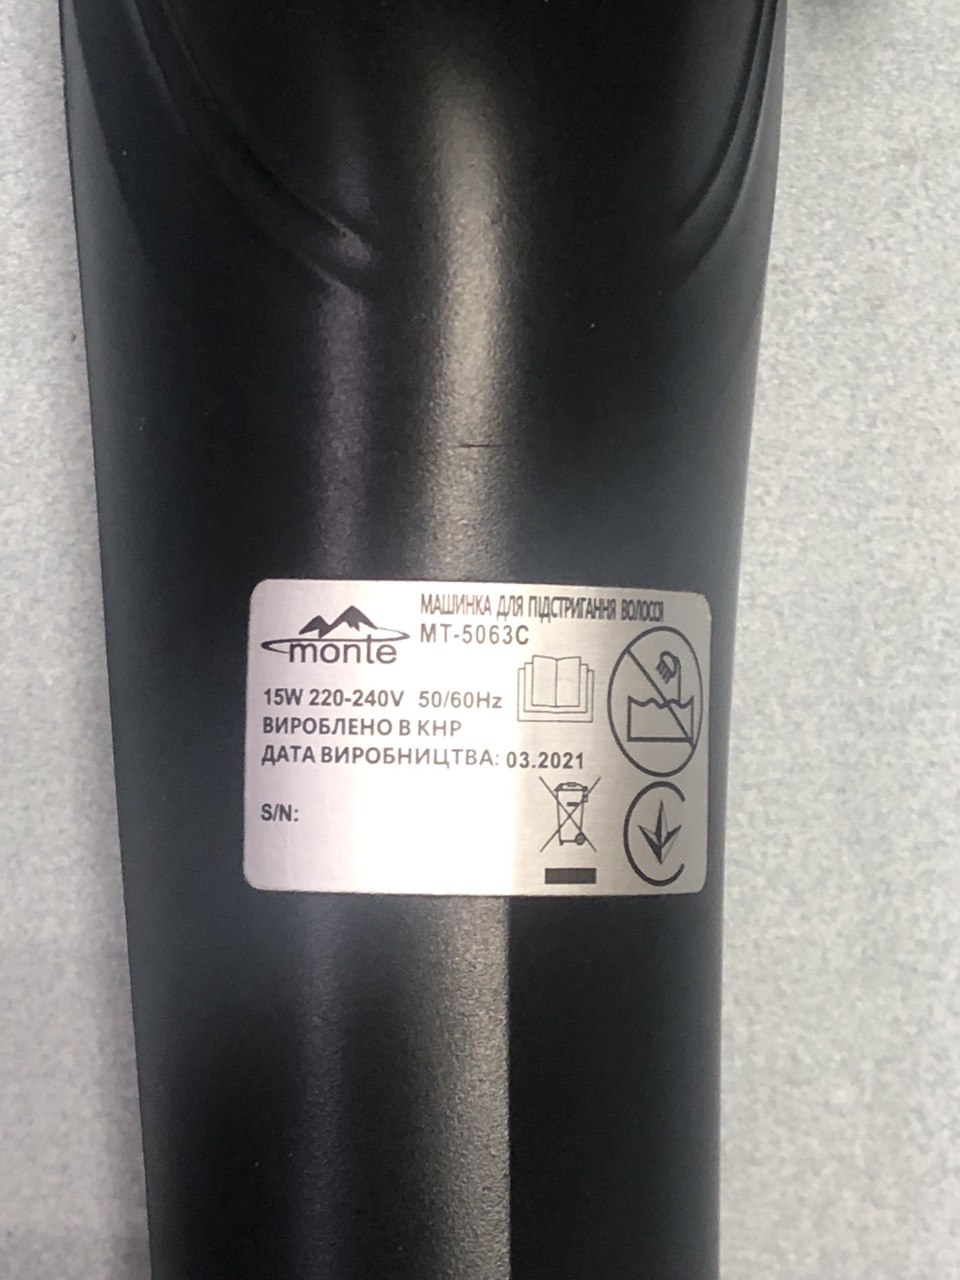 monte
МАШИНКА ДЛЯ ПІДСТРИГАННЯ ВОЛОССЯ
MT-5063C
15W 220-240V 50/60Hz
ВИРОБЛЕНО В КНР
ДАТА ВИРОБНИЦТВА: 03.2021
S/N: